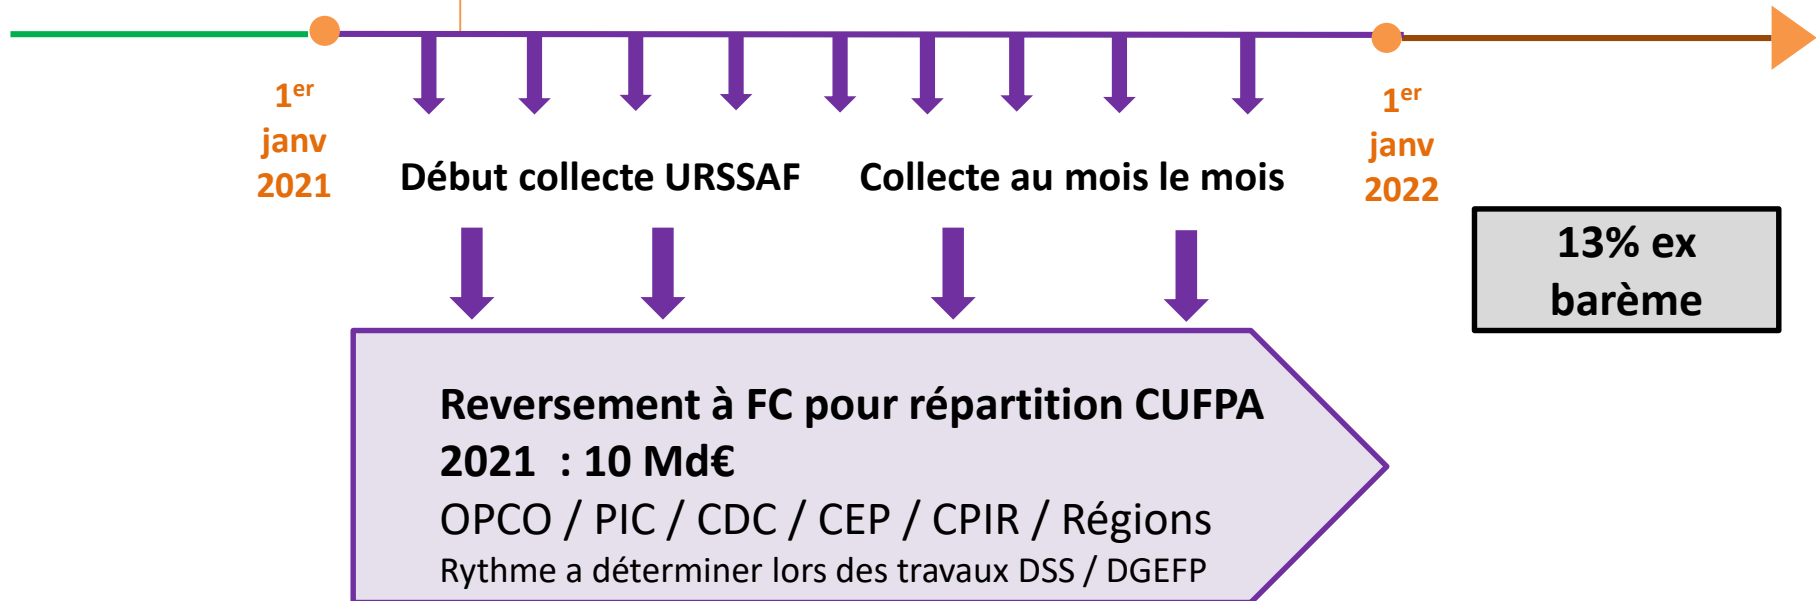 1er
janv
2021
Début collecte URSSAF
Collecte au mois le mois
1er
janv
2022
13% ex
barème
Reversement à FC pour répartition CUFPA
2021 : 10 Md€
OPCO / PIC / CDC / CEP / CPIR / Régions
Rythme a déterminer lors des travaux DSS / DGEFP